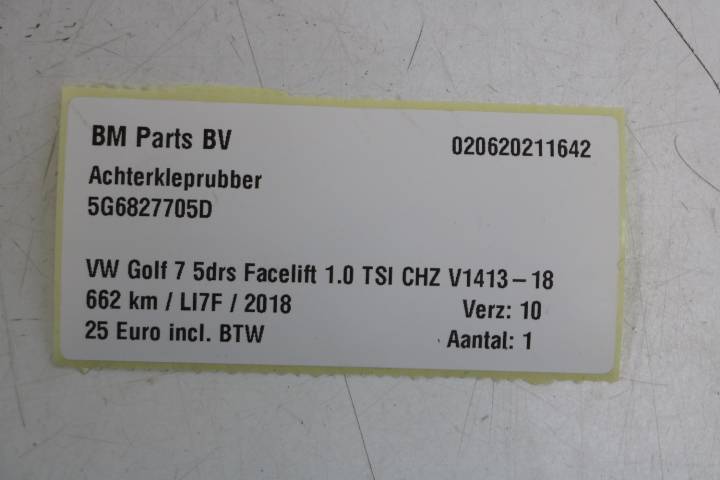 BM Parts BV 020620211642
Achterkleprubber
5G6827705D
VW Golf 7 5drs Facelift 1.0 TSI CHZ V1413-18
662 km / LI7F / 2018 Verz: 10
25 Euro incl. BTW Aantal: 1